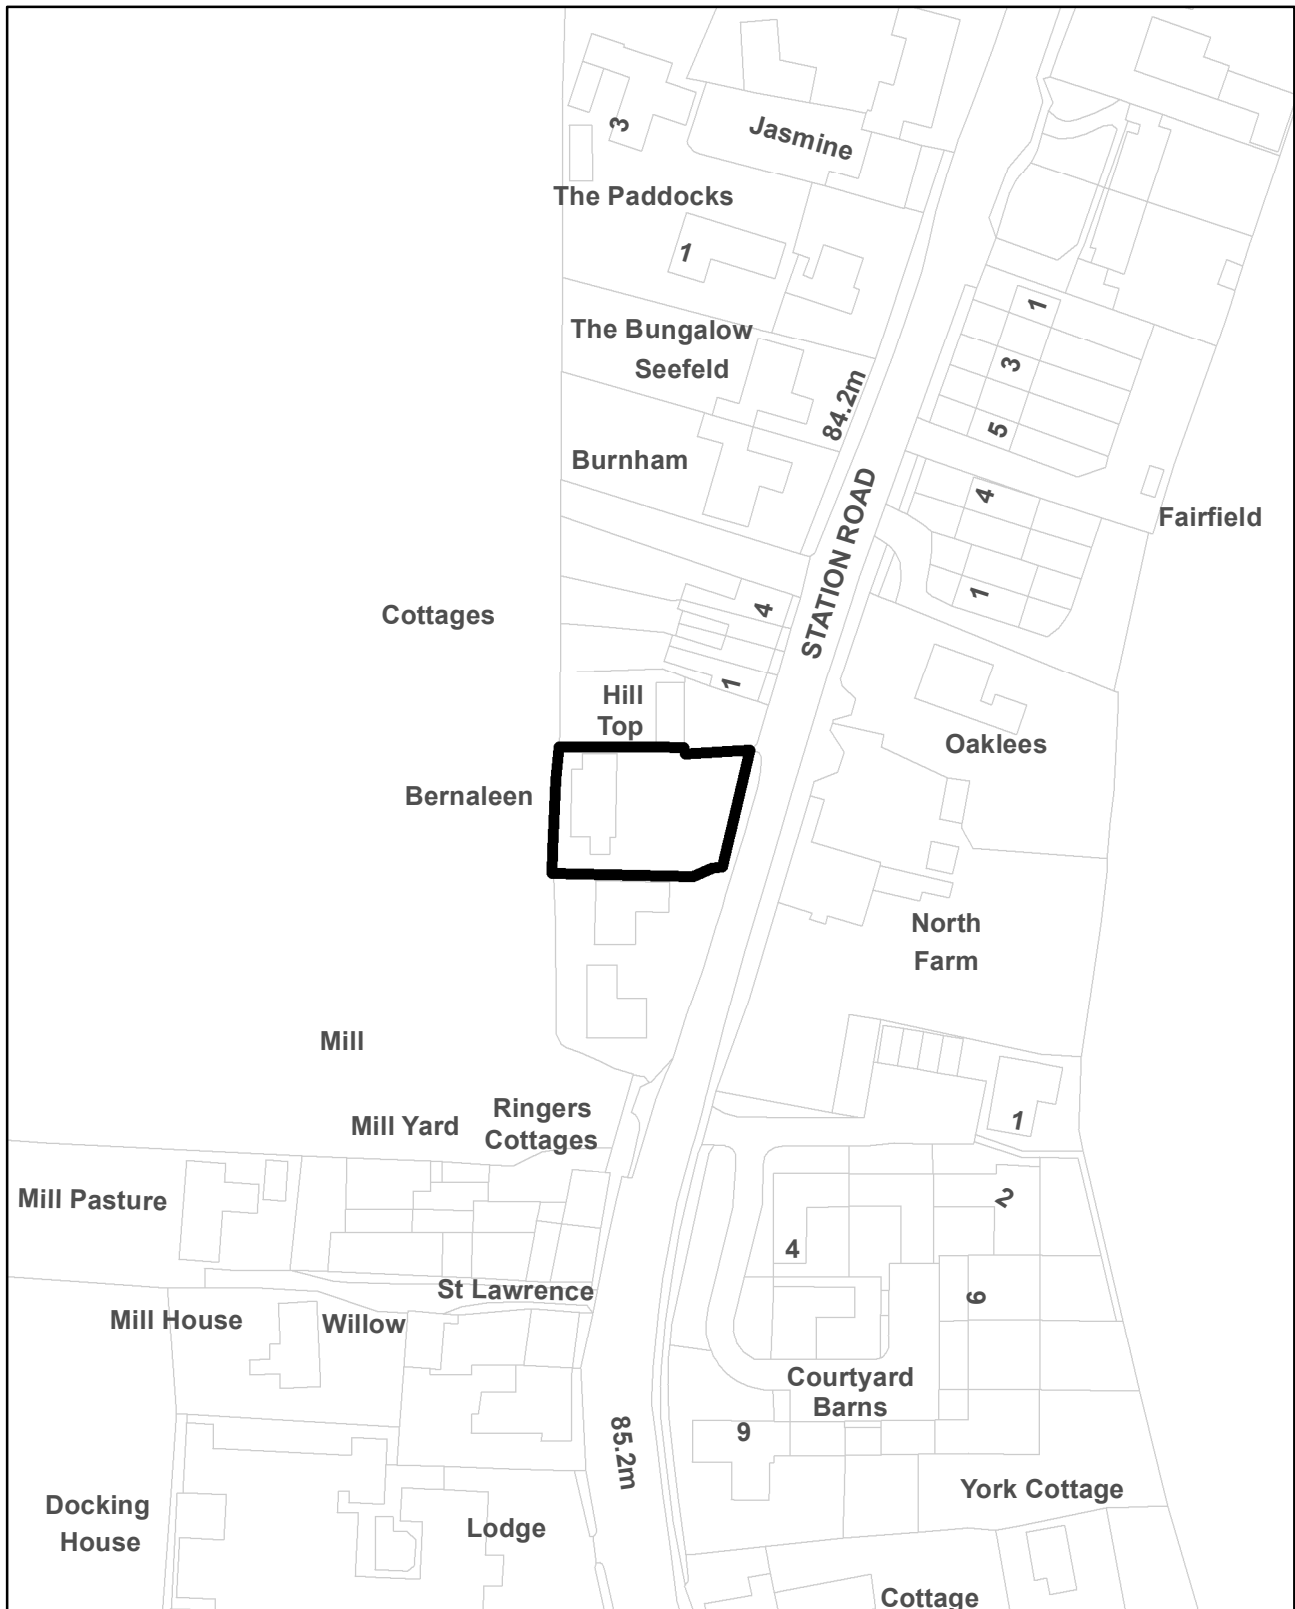 Jasmine
3
The Paddocks
1
1
The Bungalow
Seefeld
3
84.2m
5
Burnham
4
Fairfield
STATION ROAD
1
4
Cottages
1
Hill
Top
Oaklees
Bernaleen
North
Farm
Mill
Ringers
Cottages
Mill Yard
1
Mill Pasture
2
4
St Lawrence
6
Mill House
Willow
Courtyard
Barns
9
85.2m
York Cottage
Docking
House
Lodge
Cottage